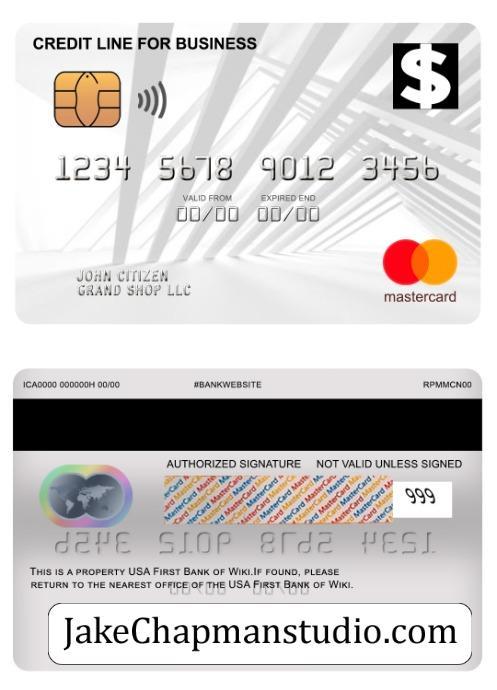 CREDIT LINE FOR BUSINESS
$
1234 5678 9012 3456
VALID FROM EXPIRED END
00/00 00/00
JOHN CITIZEN
GRAND SHOP LLC
mastercard
ICA0000 000000H 00/00 #BANKWEBSITE RPMMCN00
AUTHORIZED SIGNATURE NOT VALID UNLESS SIGNED
MasterCard MasterCard MasterCard
999
THIS IS A PROPERTY USA FIRST BANK OF WIKI.IF FOUND, PLEASE
RETURN TO THE NEAREST OFFICE OF THE USA FIRST BANK OF WIKI.
JakeChapmanstudio.com